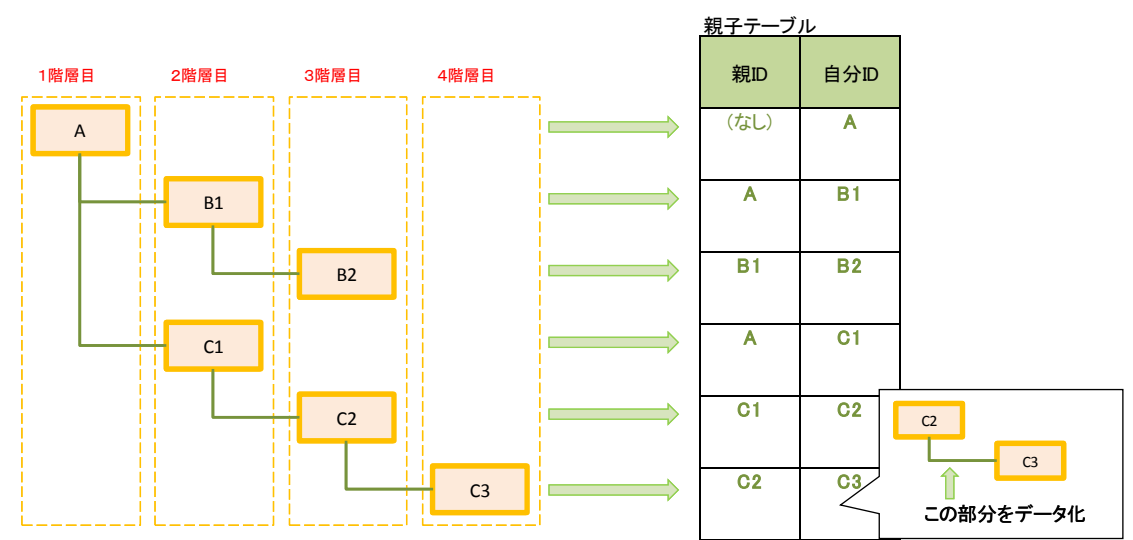 親子テーブル
1階層目
2階層目
3階層目
4階層目
親ID
自分ID
A
(なし)
A
B1
A
B1
B2
B1
B2
C1
A
C1
C2
C1
C2
C3
C2
C3
C2
C3
この部分をデータ化